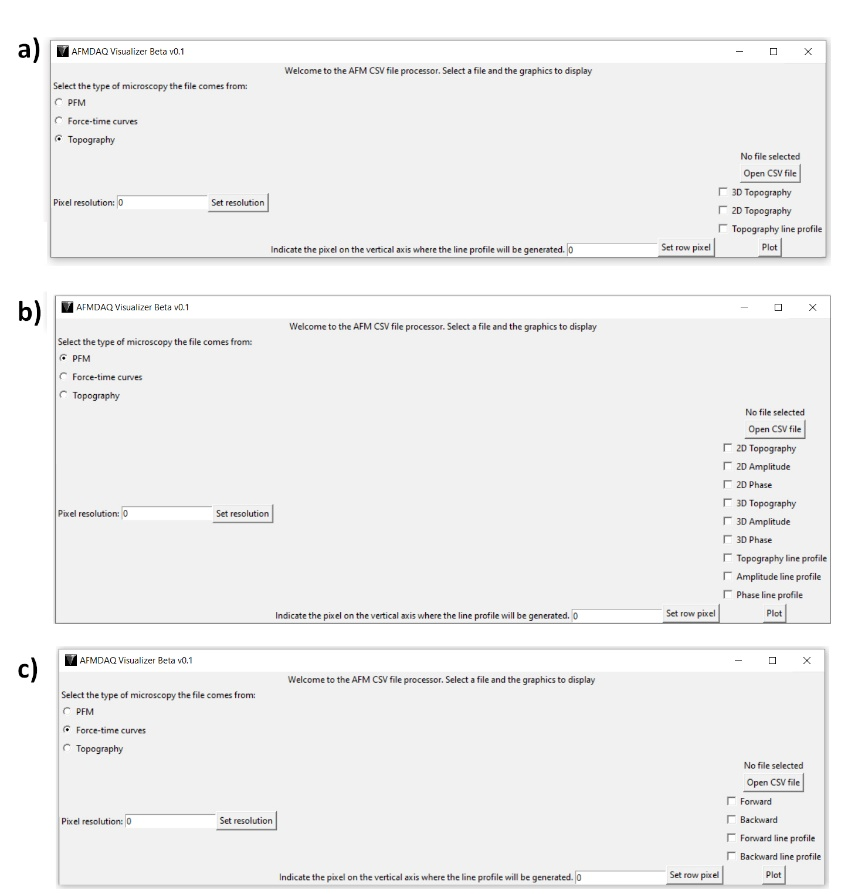 a)
AFMDAQ Visualizer Beta v0.1
Welcome to the AFM CSV file processor. Select a file and the graphics to display
Select the type of microscopy the file comes from:
PFM
Force-time curves
Topography
No file selected
Open CSV file
3D Topography
Pixel resolution: 0 Set resolution
2D Topography
Topography line profile
Indicate the pixel on the vertical axis where the line profile will be generated. 0 Set row pixel Plot
b)
AFMDAQ Visualizer Beta v0.1
Welcome to the AFM CSV file processor. Select a file and the graphics to display
Select the type of microscopy the file comes from:
PFM
Force-time curves
Topography
No file selected
Open CSV file
2D Topography
2D Amplitude
2D Phase
3D Topography
Pixel resolution: 0 Set resolution
3D Amplitude
3D Phase
Topography line profile
Amplitude line profile
Phase line profile
Indicate the pixel on the vertical axis where the line profile will be generated. 0 Set row pixel Plot
c)
AFMDAQ Visualizer Beta v0.1
Welcome to the AFM CSV file processor. Select a file and the graphics to display
Select the type of microscopy the file comes from:
PFM
Force-time curves
Topography
No file selected
Open CSV file
Forward
Pixel resolution: 0 Set resolution
Backward
Forward line profile
Backward line profile
Indicate the pixel on the vertical axis where the line profile will be generated. 0 Set row pixel Plot